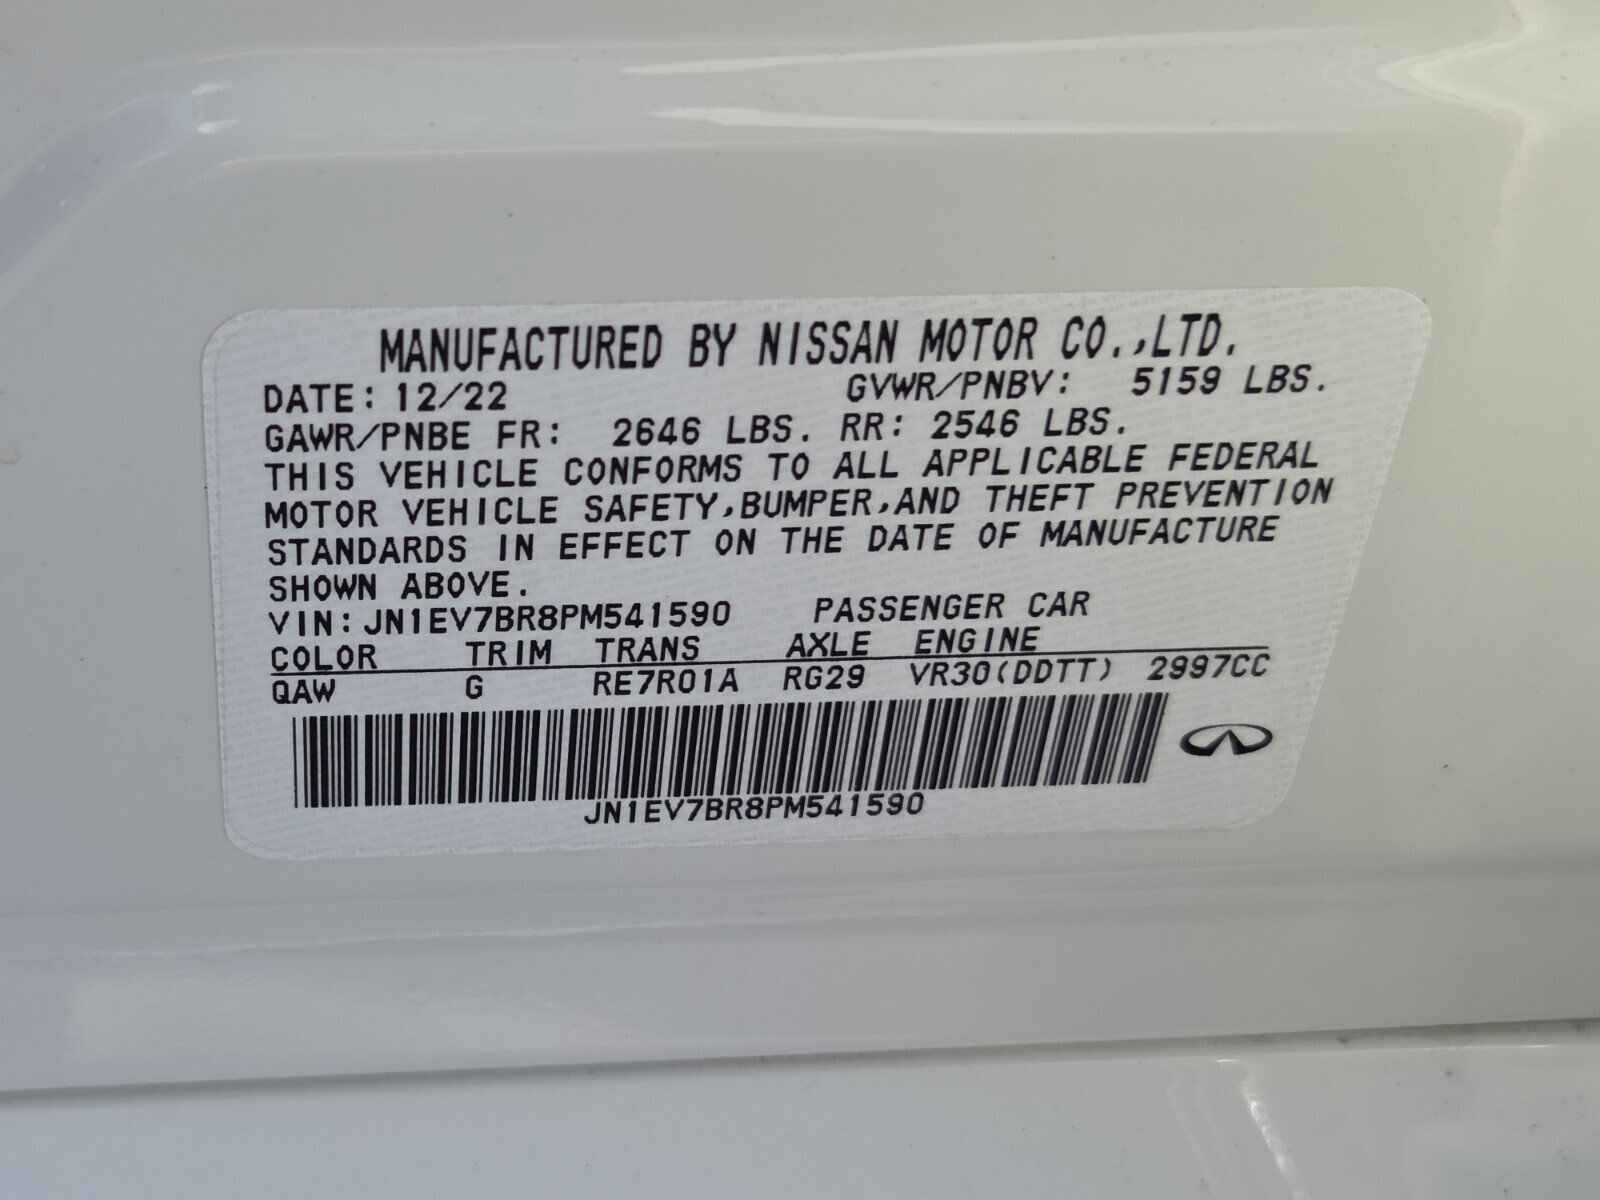 MANUFACTURED BY NISSAN MOTOR CO.,LTD.
DATE: 12/22 GVWR/PNBV: 5159 LBS.
GAWR/PNBE FR: 2646 LBS. RR: 2546 LBS.
THIS VEHICLE CONFORMS TO ALL APPLICABLE FEDERAL
MOTOR VEHICLE SAFETY,BUMPER,AND THEFT PREVENTION
STANDARDS IN EFFECT ON THE DATE OF MANUFACTURE
SHOWN ABOVE.
VIN:JN1EV7BR8PM541590 PASSENGER CAR
COLOR TRIM TRANS AXLE ENGINE
QAW G RE7R01A RG29 VR30(DDTT) 2997CC
JN1EV7BR8PM541590